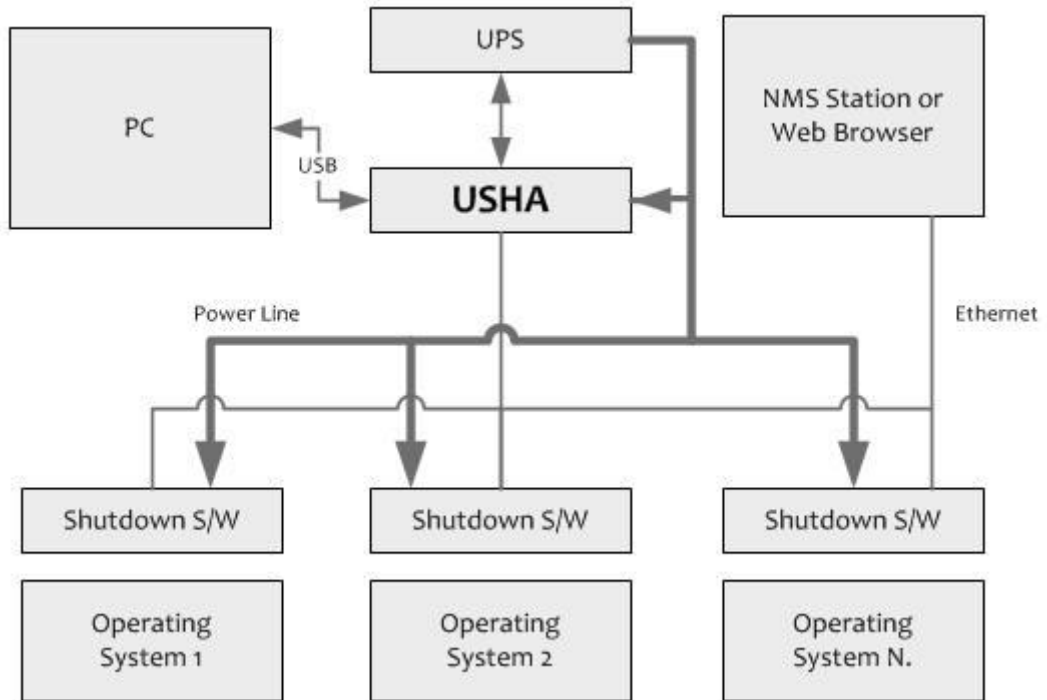 UPS
PC
NMS Station or
Web Browser
USB
USHA
Power Line
Ethernet
Shutdown S/W
Shutdown S/W
Shutdown S/W
Operating
System 1
Operating
System 2
Operating
System N.